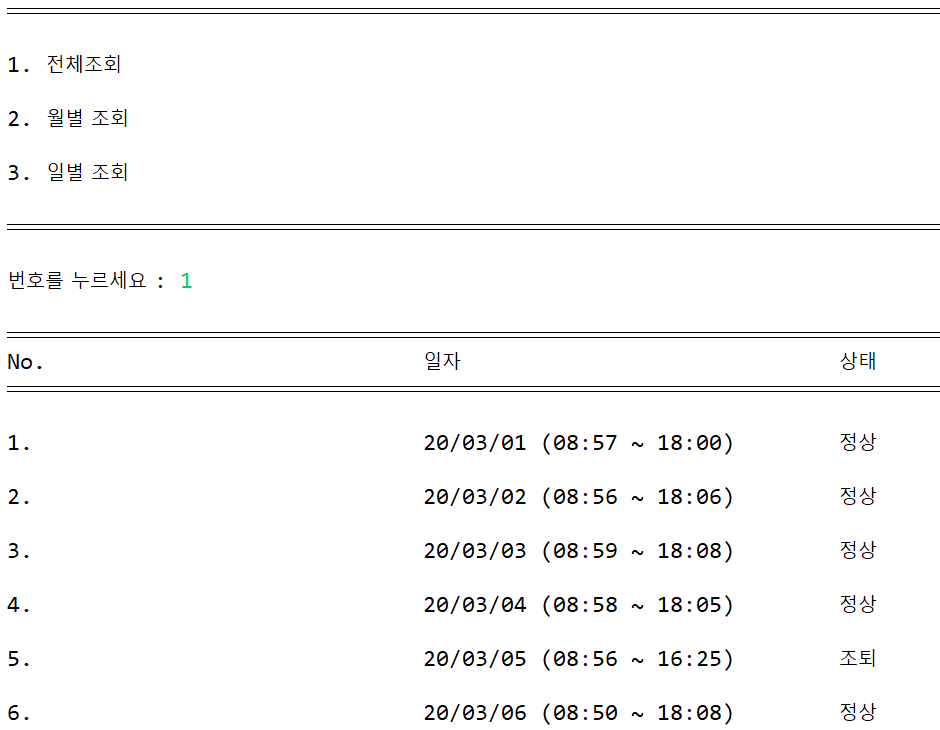 1. 전체조회
2. 월별 조회
3. 일별 조회
번호를 누르세요 : 1
No. 일자 상태
1. 20/03/01 (08:57 ~ 18:00) 정상
2. 20/03/02 (08:56 ~ 18:06) 정상
3. 20/03/03 (08:59 ~ 18:08) 정상
4. 20/03/04 (08:58 ~ 18:05) 정상
5. 20/03/05 (08:56 ~ 16:25) 조퇴
6. 20/03/06 (08:50 ~ 18:08) 정상